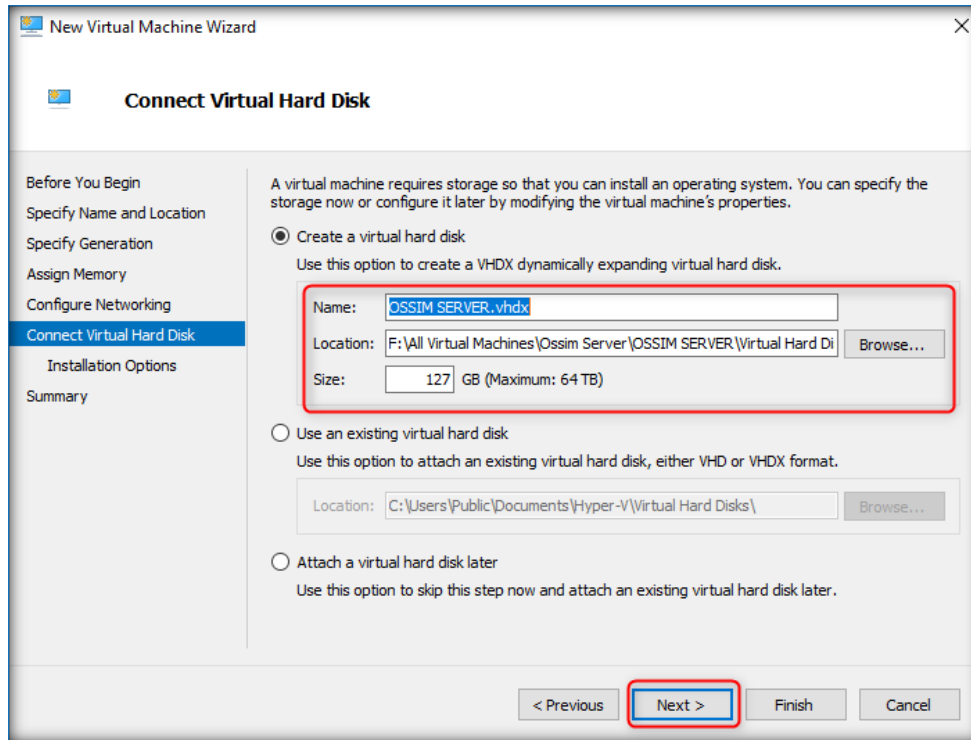 New Virtual Machine Wizard
Connect Virtual Hard Disk
Before You Begin
Specify Name and Location
Specify Generation
Assign Memory
Configure Networking
Connect Virtual Hard Disk
Installation Options
Summary
A virtual machine requires storage so that you can install an operating system. You can specify the
storage now or configure it later by modifying the virtual machine's properties.
Create a virtual hard disk
Use this option to create a VHDX dynamically expanding virtual hard disk.
Name: OSSIM SERVER.vhdx
Location: F:\All Virtual Machines\Ossim Server\OSSIM SERVER\Virtual Hard Di Browse...
Size: 127 GB (Maximum: 64 TB)
Use an existing virtual hard disk
Use this option to attach an existing virtual hard disk, either VHD or VHDX format.
Location: C:\Users\Public\Documents\Hyper-V\Virtual Hard Disks\ Browse...
Attach a virtual hard disk later
Use this option to skip this step now and attach an existing virtual hard disk later.
< Previous Next > Finish Cancel